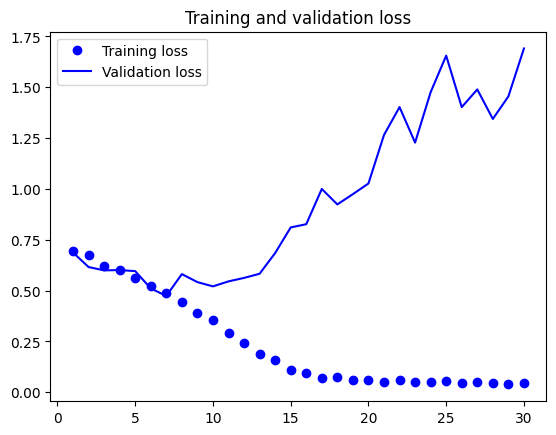 Training and validation loss
1.75
1.50
1.25
1.00
0.75
0.50
0.25
0.00
Training loss
Validation loss
0 5 10 15 20 25 30